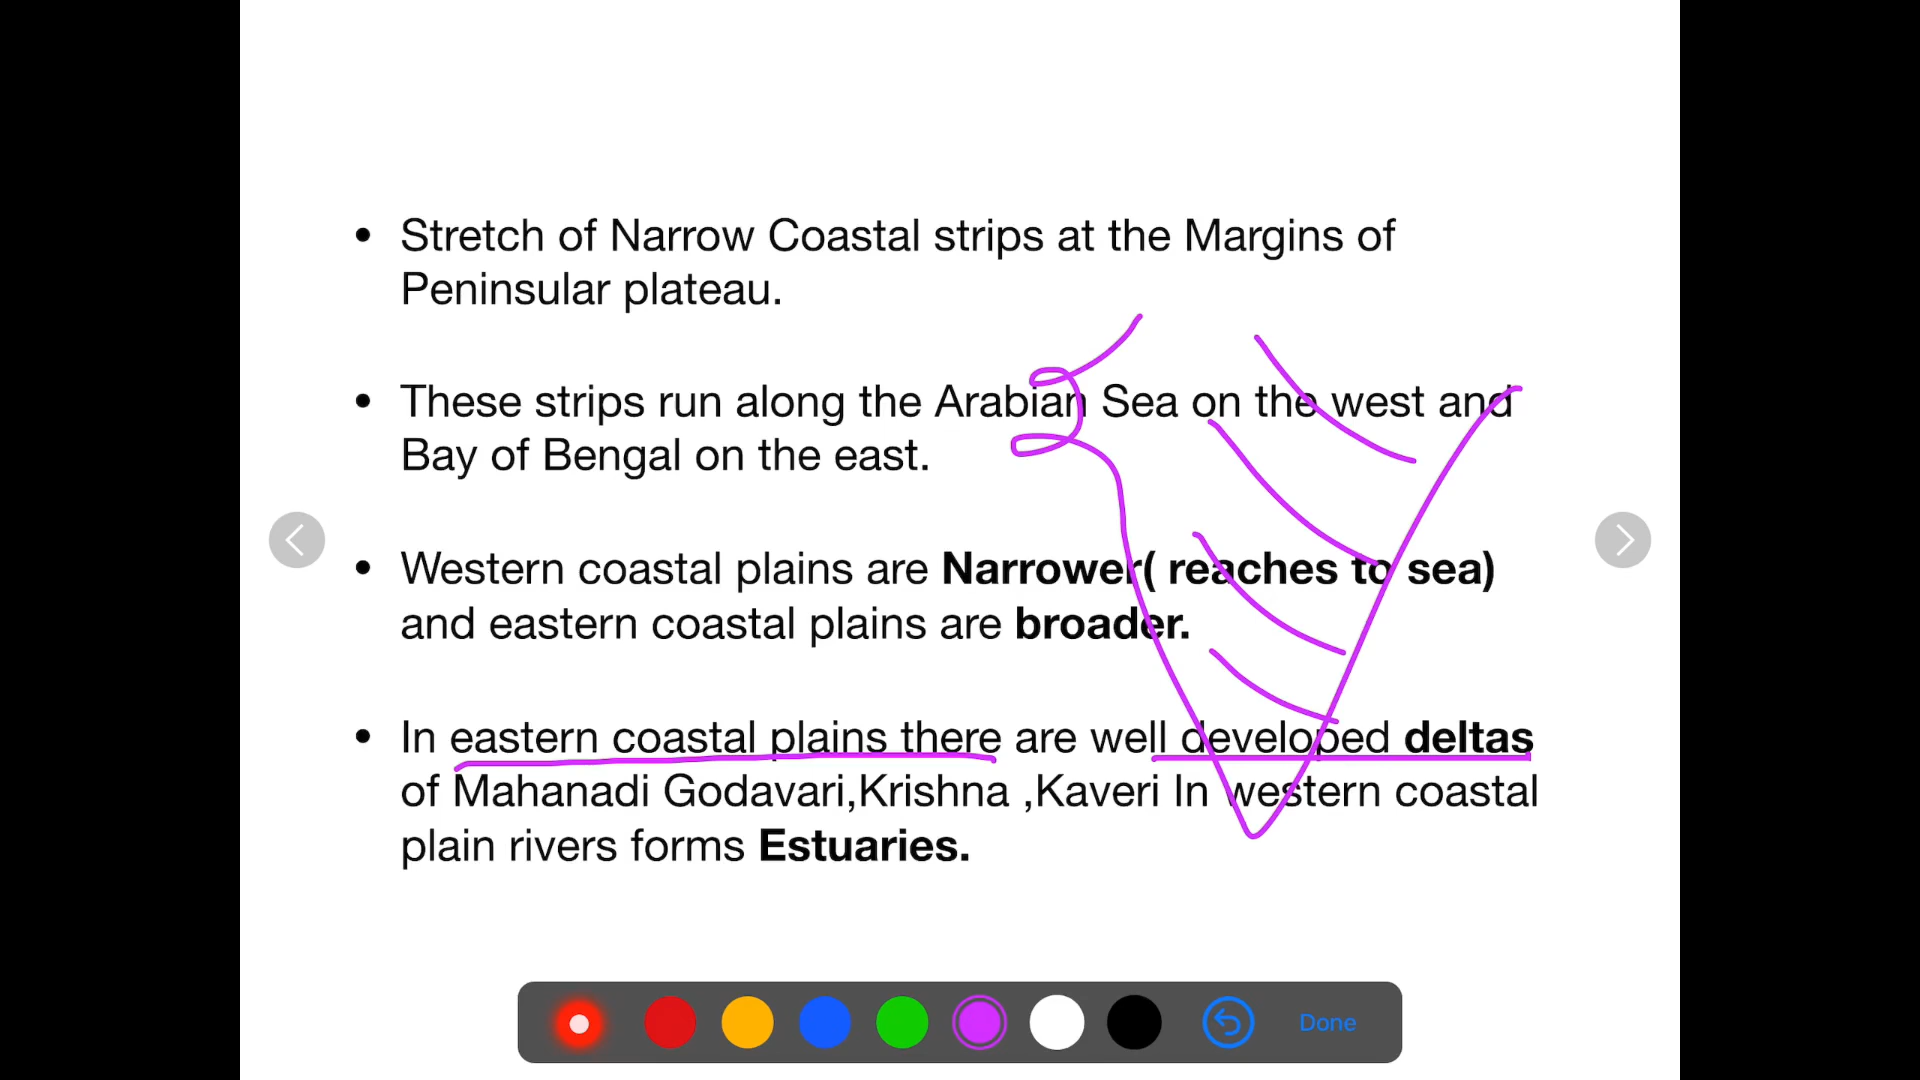 • Stretch of Narrow Coastal strips at the Margins of
Peninsular plateau.
• These strips run along the Arabian Sea on the west and
Bay of Bengal on the east.
• Western coastal plains are Narrower( reaches to sea)
and eastern coastal plains are broader.
• In eastern coastal plains there are well developed deltas
of Mahanadi Godavari,Krishna ,Kaveri In western coastal
plain rivers forms Estuaries.
Done